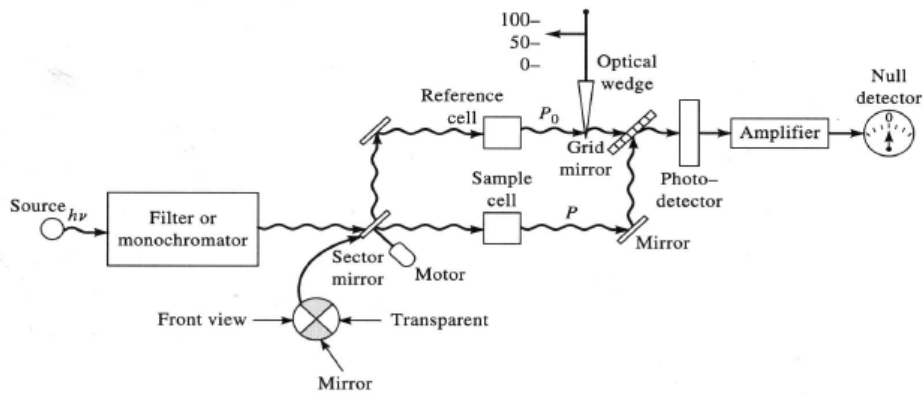 100–
50–
0–
Optical
wedge
Null
detector
0
Reference
cell
P₀
Grid
mirror
Amplifier
Photo–
detector
Source
hν
Filter or
monochromator
Sample
cell
P
Mirror
Sector
mirror
Motor
Front view
Transparent
Mirror